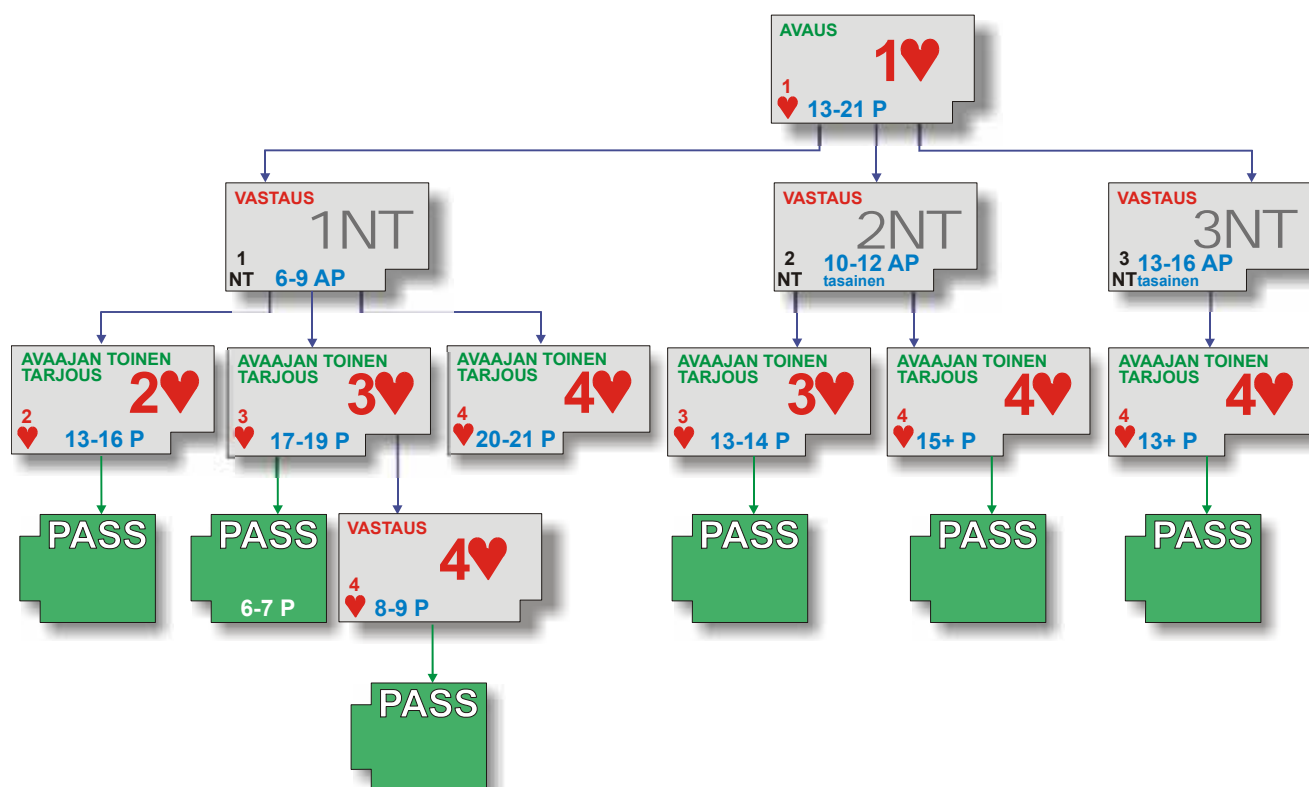 AVAUS
1♥
1
♥ 13-21 P
VASTAUS
1NT
1
NT 6-9 AP
VASTAUS
2NT
2
NT 10-12 AP
tasainen
VASTAUS
3NT
3
NT 13-16 AP
tasainen
AVAAJAN TOINEN
TARJOUS
2♥
2
♥ 13-16 P
AVAAJAN TOINEN
TARJOUS
3♥
3
♥ 17-19 P
AVAAJAN TOINEN
TARJOUS
4♥
4
♥ 20-21 P
AVAAJAN TOINEN
TARJOUS
3♥
3
♥ 13-14 P
AVAAJAN TOINEN
TARJOUS
4♥
4
♥ 15+ P
AVAAJAN TOINEN
TARJOUS
4♥
4
♥ 13+ P
PASS
PASS
6-7 P
VASTAUS
4♥
4
♥ 8-9 P
PASS
PASS
PASS
PASS